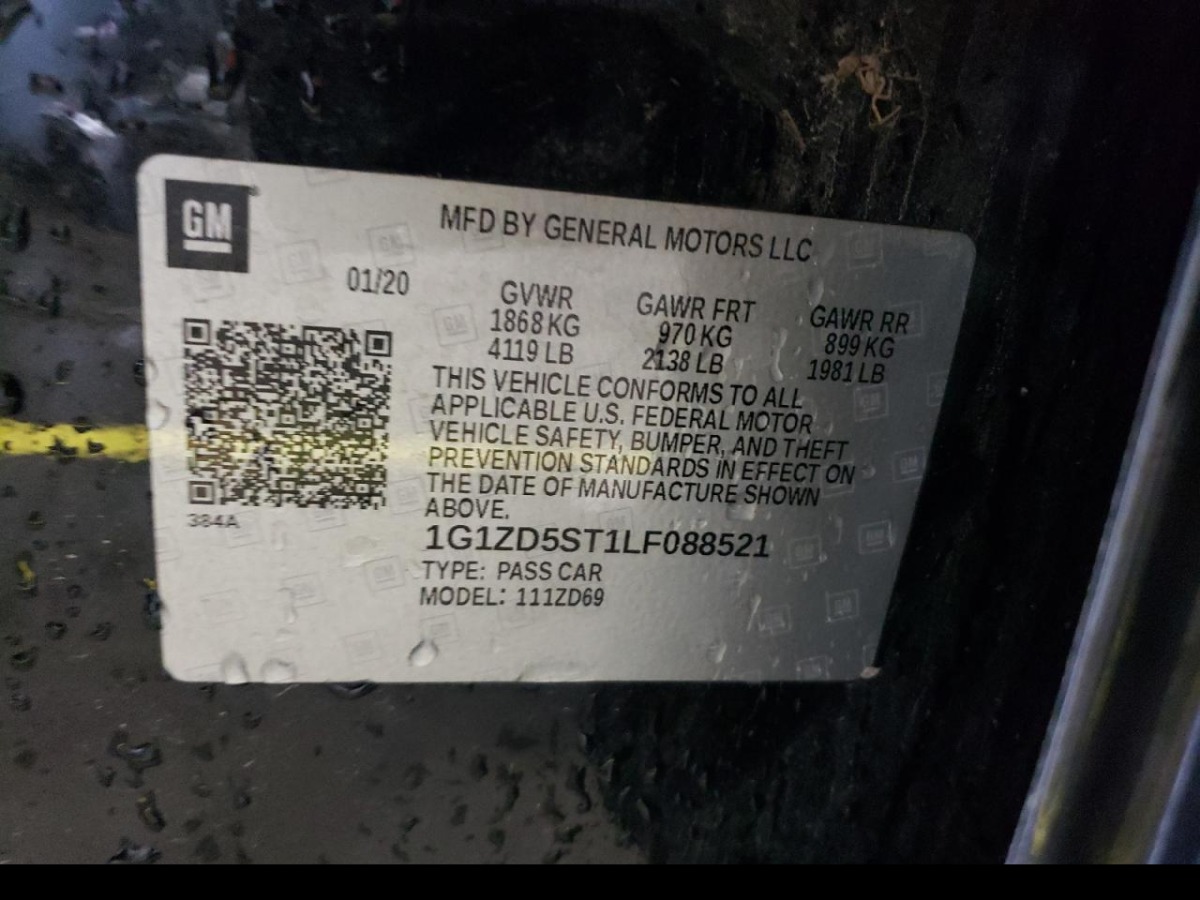 GM
MFD BY GENERAL MOTORS LLC
01/20
GVWR GAWR FRT GAWR RR
1868 KG 970 KG 899 KG
4119 LB 2138 LB 1981 LB
THIS VEHICLE CONFORMS TO ALL
APPLICABLE U.S. FEDERAL MOTOR
VEHICLE SAFETY, BUMPER, AND THEFT
PREVENTION STANDARDS IN EFFECT ON
THE DATE OF MANUFACTURE SHOWN
ABOVE.
384A
1G1ZD5ST1LF088521
TYPE: PASS CAR
MODEL: 111ZD69